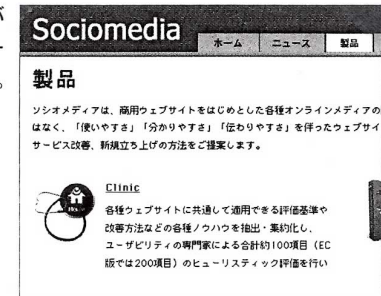 が
ー
。
Sociomedia
ホーム ニュース 製品
製品
ソシオメディアは、商用ウェブサイトをはじめとした各種オンラインメディアの
はなく、「使いやすさ」「分かりやすさ」「伝わりやすさ」を伴ったウェブサイ
サービス改善、新規立ち上げの方法をご提案します。
Clinic
各種ウェブサイトに共通して適用できる評価基準や
改善方法などの各種ノウハウを抽出・集約化し、
ユーザビリティの専門家による合計約100項目（EC
版では200項目）のヒューリスティック評価を行い